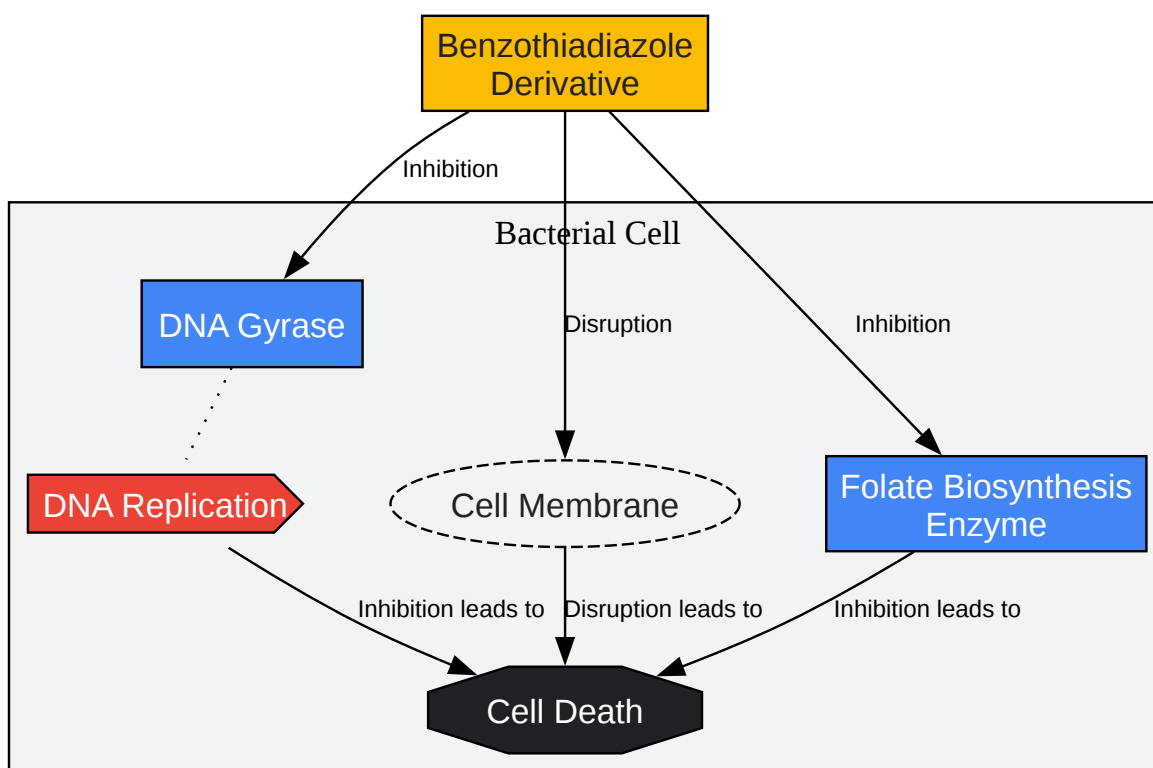 Benzothiadiazole
Derivative
Inhibition
Bacterial Cell
DNA Gyrase
Disruption
Inhibition
DNA Replication
Cell Membrane
Folate Biosynthesis
Enzyme
Inhibition leads to
Disruption leads to
Inhibition leads to
Cell Death